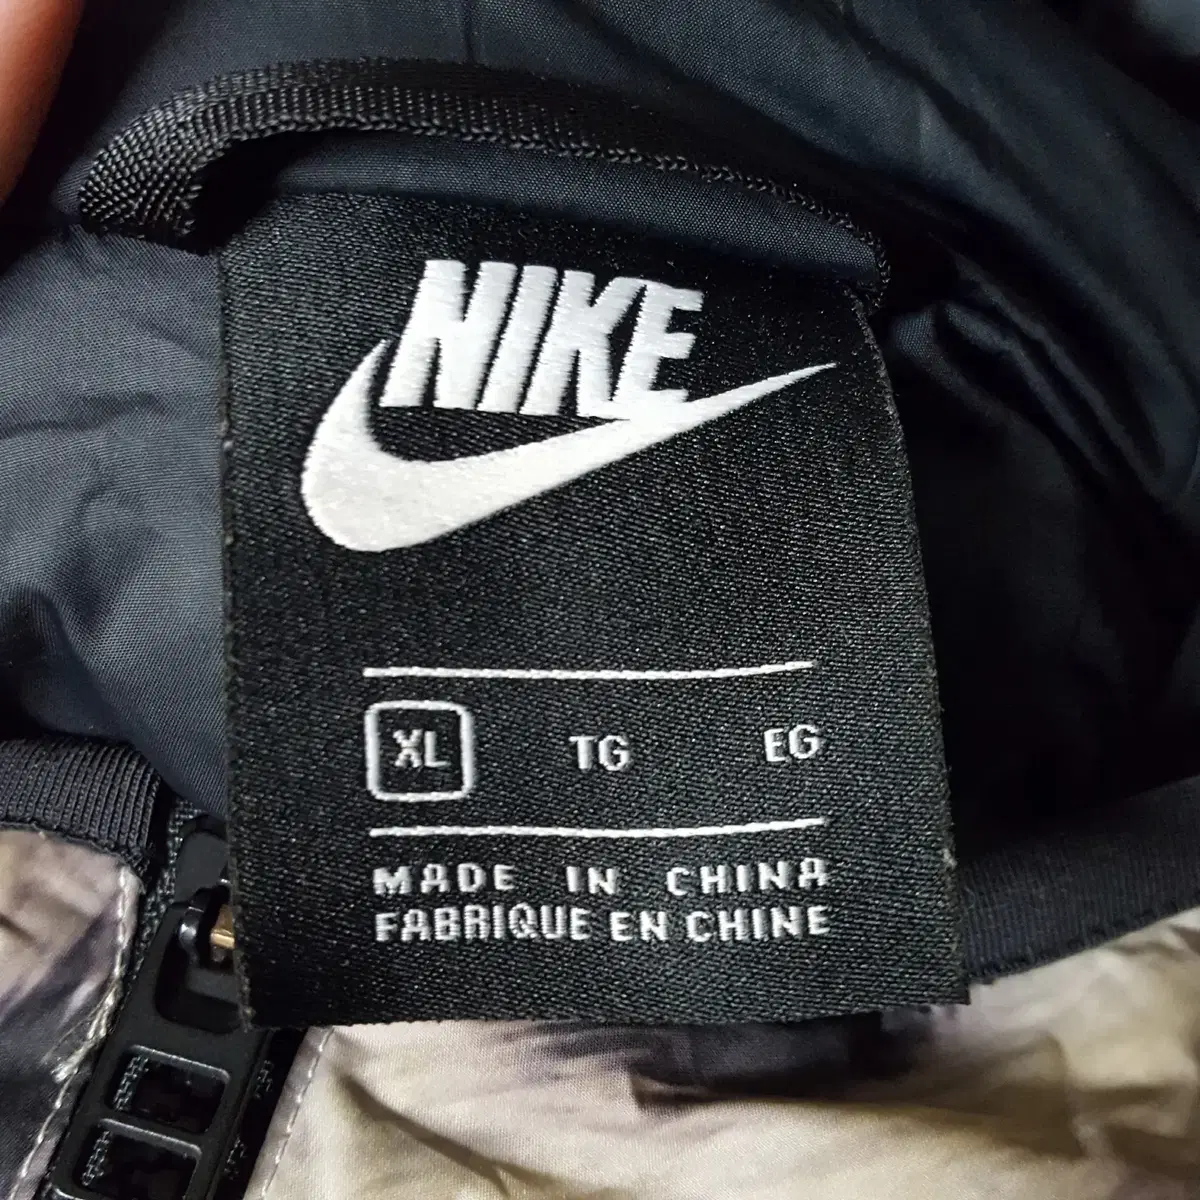 NIKE
XL TG EG
MADE IN CHINA
FABRIQUE EN CHINE